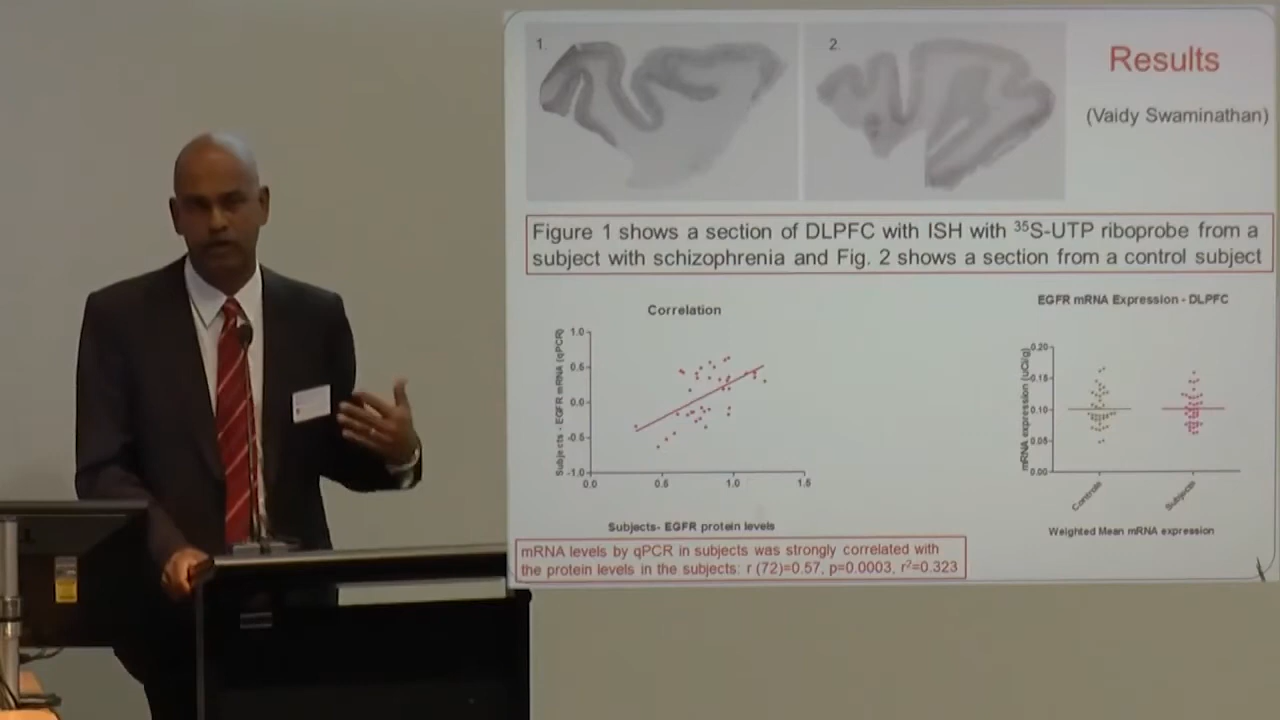 1.
2.
Results
(Vaidy Swaminathan)
Figure 1 shows a section of DLPFC with ISH with ³⁵S-UTP riboprobe from a
subject with schizophrenia and Fig. 2 shows a section from a control subject
Correlation
Subjects - EGFR mRNA (qPCR)
1.0
0.5
0.0
-0.5
-1.0
0.0
0.5
1.0
1.5
Subjects- EGFR protein levels
mRNA levels by qPCR in subjects was strongly correlated with
the protein levels in the subjects: r (72)=0.57, p=0.0003, r²=0.323
EGFR mRNA Expression - DLPFC
mRNA expression (uCi/g)
0.20
0.15
0.10
0.05
0.00
Controls
Subjects
Weighted Mean mRNA expression